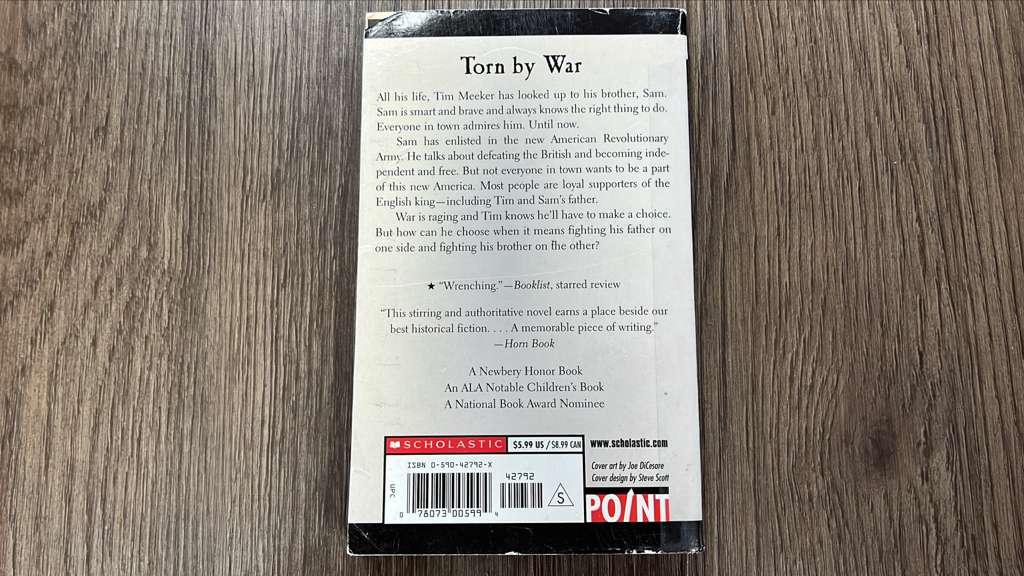 Torn by War
All his life, Tim Meeker has looked up to his brother, Sam.
Sam is smart and brave and always knows the right thing to do.
Everyone in town admires him. Until now.
Sam has enlisted in the new American Revolutionary
Army. He talks about defeating the British and becoming inde-
pendent and free. But not everyone in town wants to be a part
of this new America. Most people are loyal supporters of the
English king—including Tim and Sam's father.
War is raging and Tim knows he'll have to make a choice.
But how can he choose when it means fighting his father on
one side and fighting his brother on the other?
★ "Wrenching."—Booklist, starred review
"This stirring and authoritative novel earns a place beside our
best historical fiction. . . . A memorable piece of writing."
—Horn Book
A Newbery Honor Book
An ALA Notable Children's Book
A National Book Award Nominee
SCHOLASTIC $5.99 US / $8.99 CAN
www.scholastic.com
ISBN 0-590-42792-X
42792
UPC
0 78073 00599 4
S
Cover art by Joe DiCesare
Cover design by Steve Scott
POINT